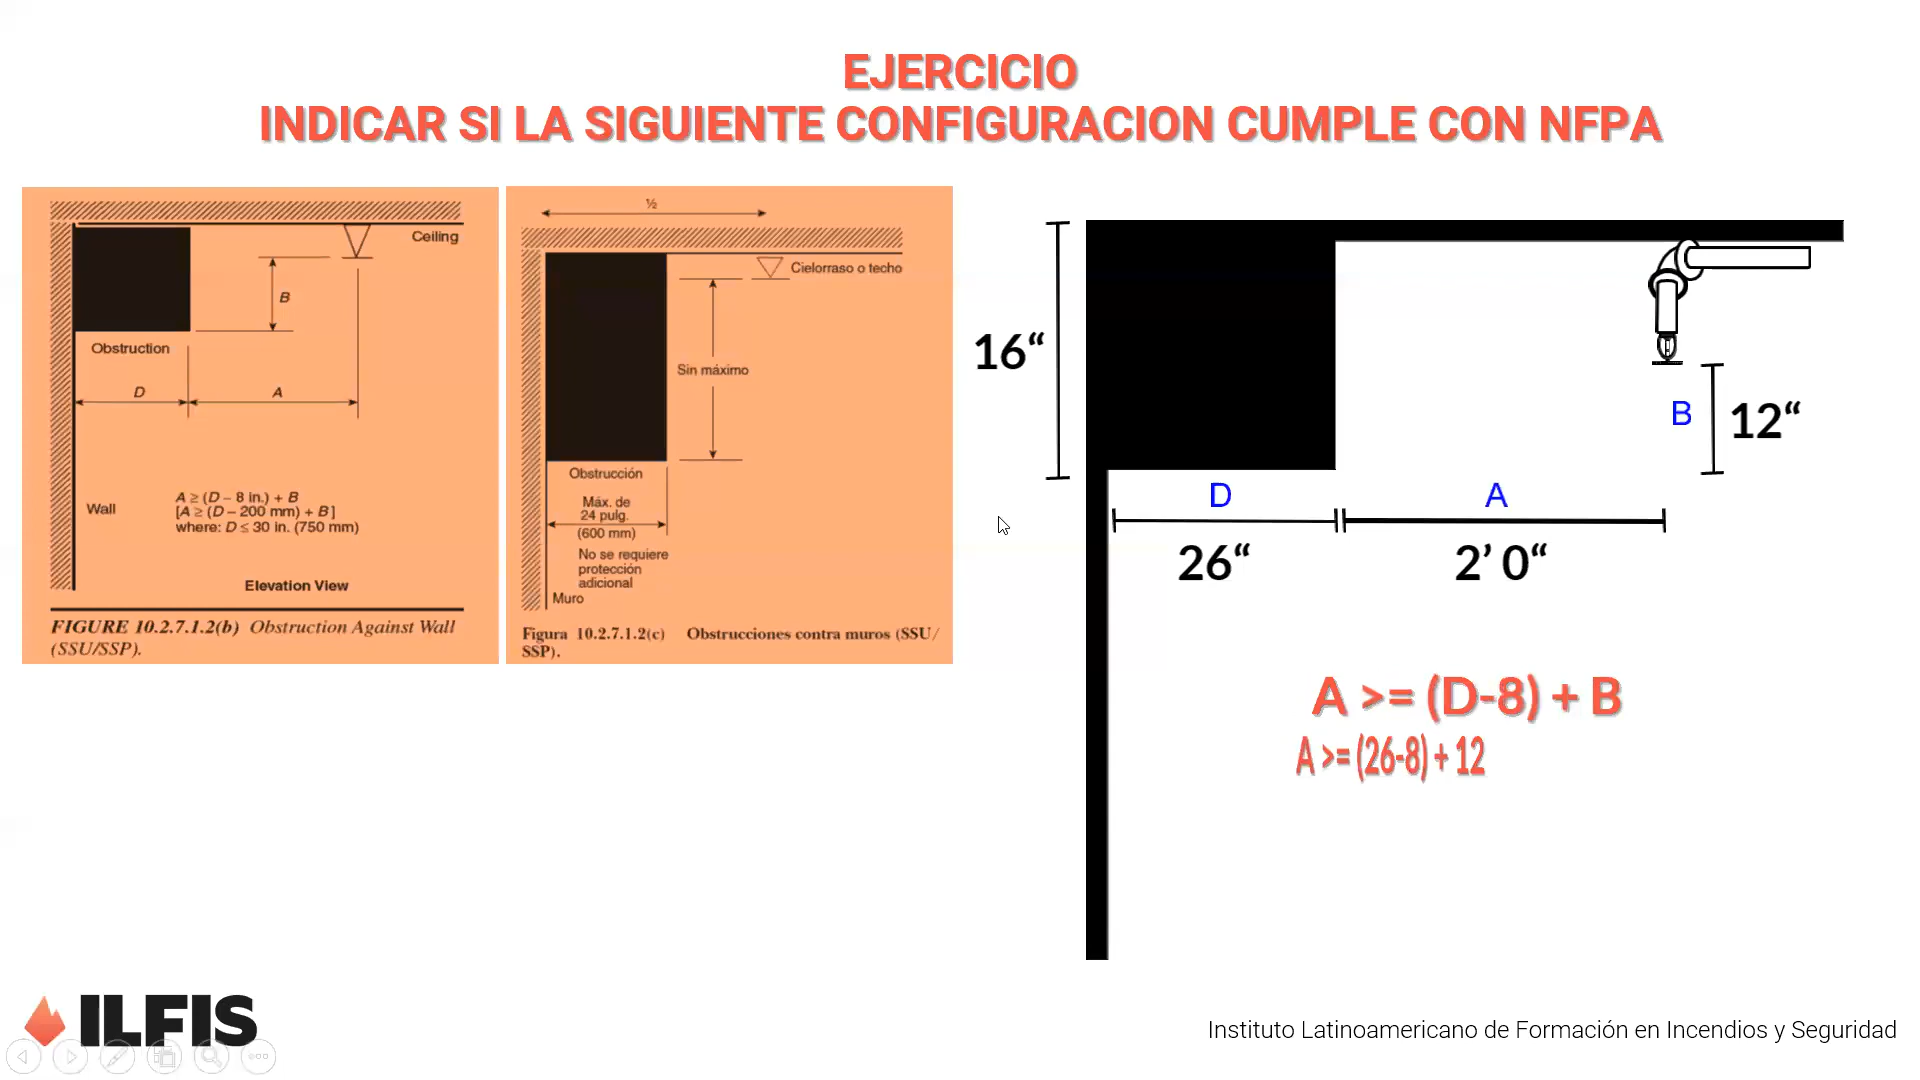 EJERCICIO
INDICAR SI LA SIGUIENTE CONFIGURACION CUMPLE CON NFPA
Ceiling
B
Obstruction
D
A
Wall
A ≥ (D – 8 in.) + B
[A ≥ (D – 200 mm) + B]
where: D ≤ 30 in. (750 mm)
Elevation View
FIGURE 10.2.7.1.2(b) Obstruction Against Wall
(SSU/SSP).
½
Cielorraso o techo
Sin máximo
Obstrucción
Máx. de
24 pulg.
(600 mm)
No se requiere
protección
adicional
Muro
Figura 10.2.7.1.2(c) Obstrucciones contra muros (SSU/
SSP).
16“
B
12“
D
A
26“
2’ 0“
A >= (D-8) + B
A >= (26-8) + 12
ILFIS
Instituto Latinoamericano de Formación en Incendios y Seguridad